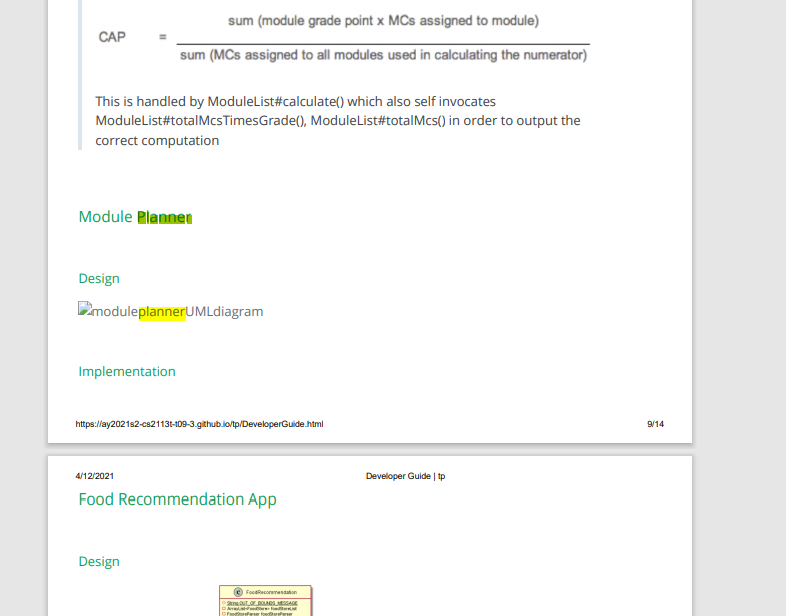 sum (module grade point x MCs assigned to module)
CAP =
sum (MCs assigned to all modules used in calculating the numerator)
This is handled by ModuleList#calculate() which also self invocates
ModuleList#totalMcsTimesGrade(), ModuleList#totalMcs() in order to output the
correct computation
Module Planner
Design
moduleplannerUMLdiagram
Implementation
https://ay2021s2-cs2113t-t09-3.github.io/tp/DeveloperGuide.html 9/14
4/12/2021 Developer Guide | tp
Food Recommendation App
Design
C FoodRecommendation
String OUT_OF_BOUNDS_MESSAGE
ArrayList<FoodStore> foodStoreList
FoodStoreParser foodStoreParser